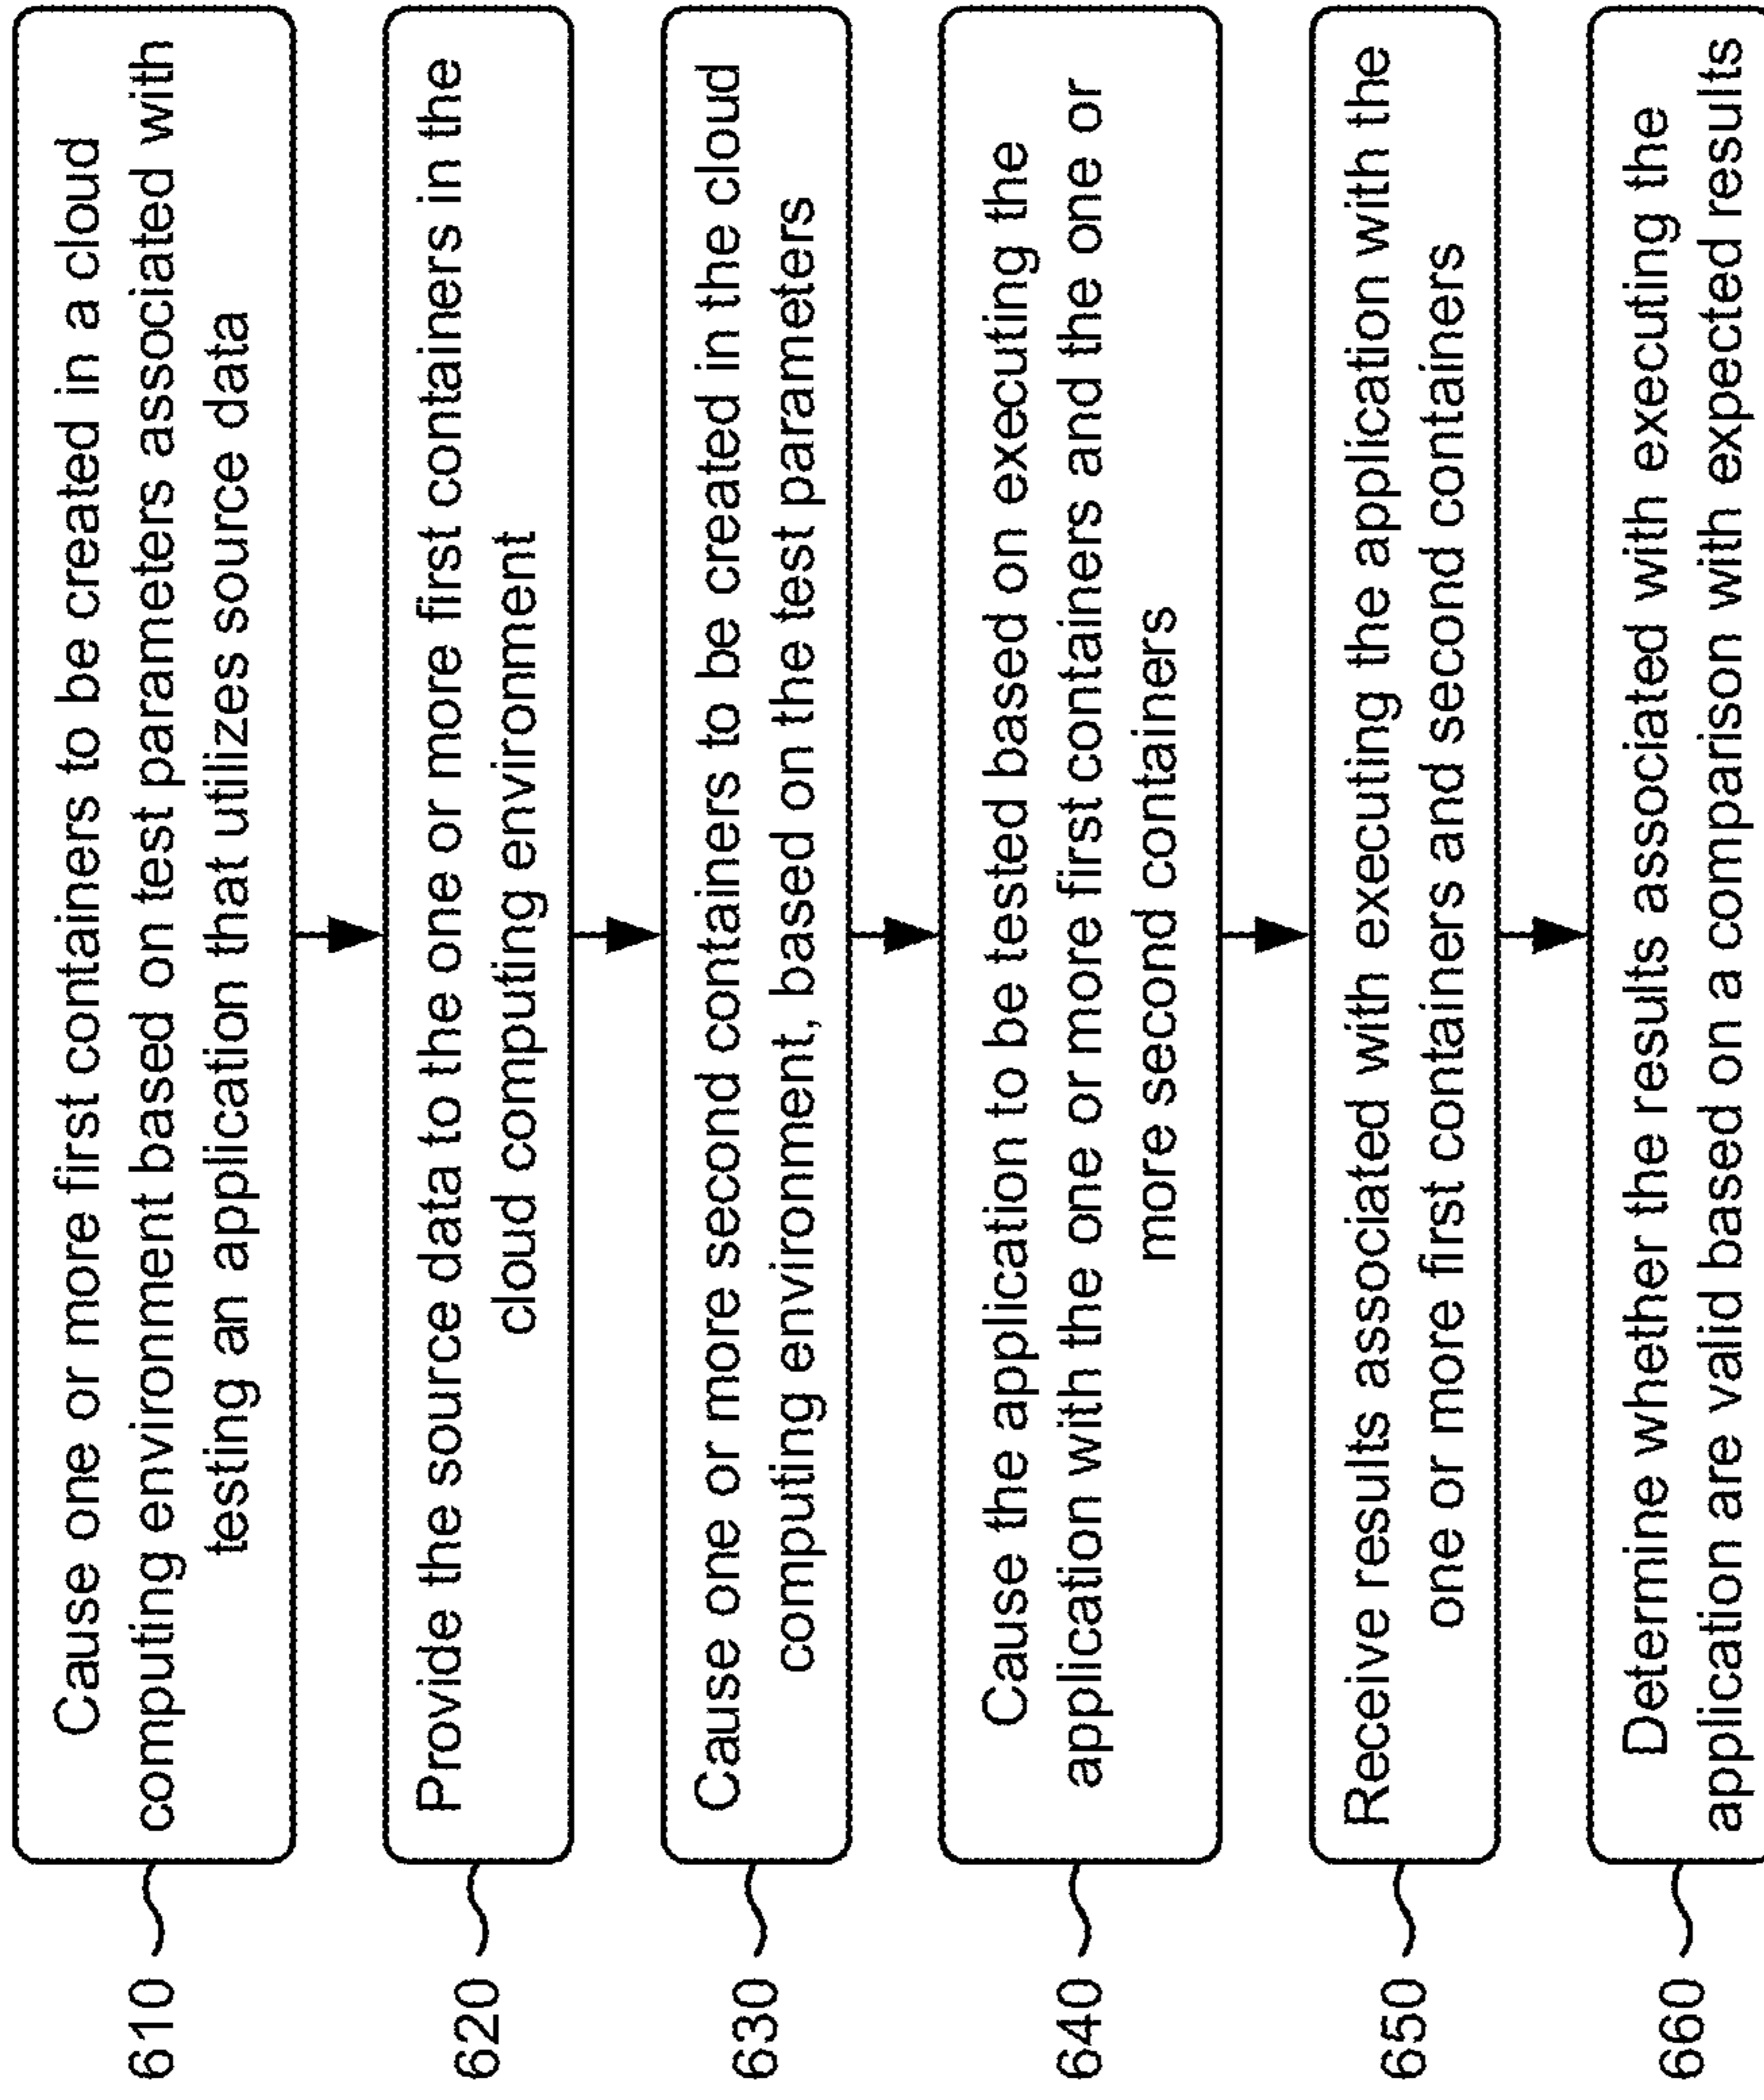 610
Cause one or more first containers to be created in a cloud
computing environment based on test parameters associated with
testing an application that utilizes source data
620
Provide the source data to the one or more first containers in the
cloud computing environment
630
Cause one or more second containers to be created in the cloud
computing environment, based on the test parameters
640
Cause the application to be tested based on executing the
application with the one or more first containers and the one or
more second containers
650
Receive results associated with executing the application with the
one or more first containers and second containers
660
Determine whether the results associated with executing the
application are valid based on a comparison with expected results